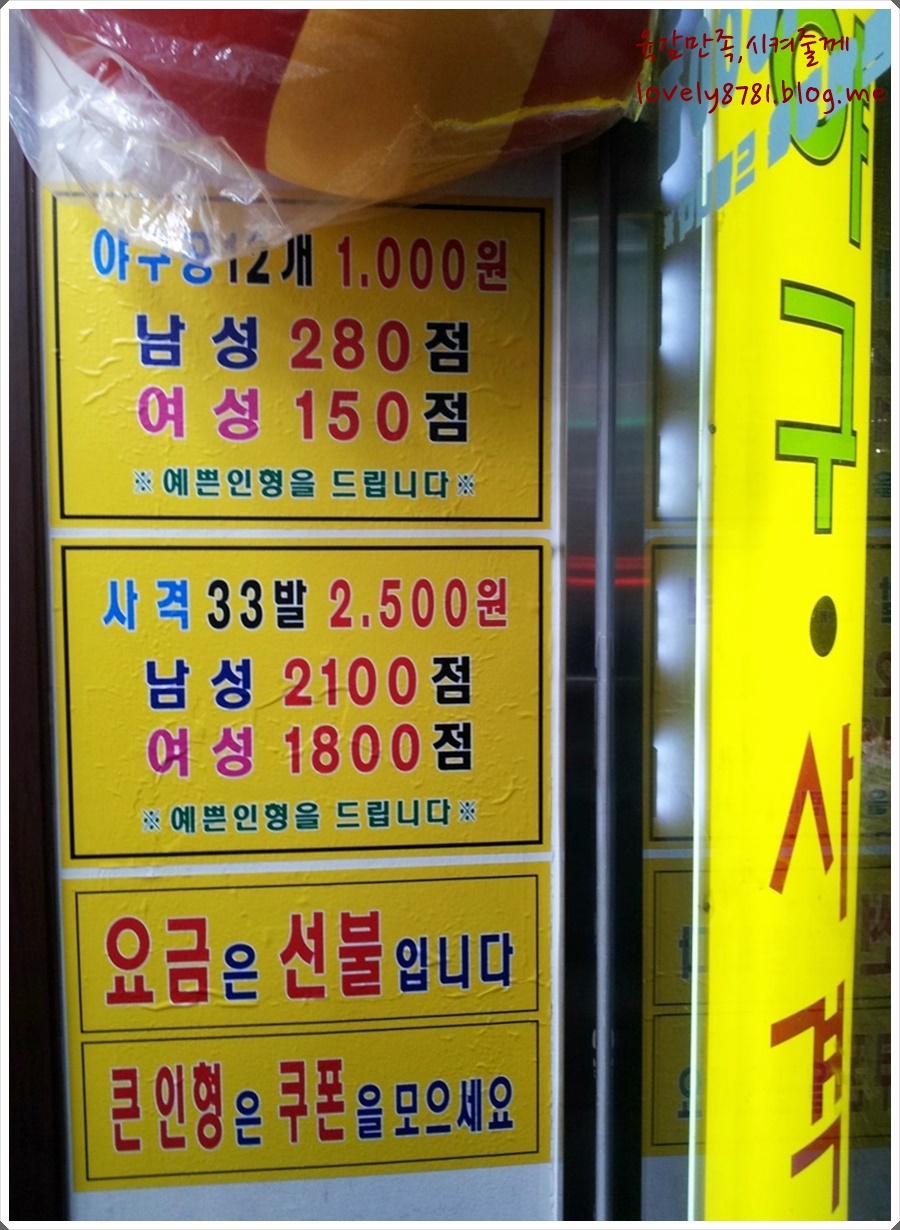 육감만족,시켜줄께
lovely8781.blog.me
야구공12개 1.000원
남성 280점
여성 150점
※예쁜인형을 드립니다※
사격33발 2.500원
남성 2100점
여성 1800점
※예쁜인형을 드립니다※
요금은 선불입니다
큰인형은 쿠폰을모으세요
야구·사격